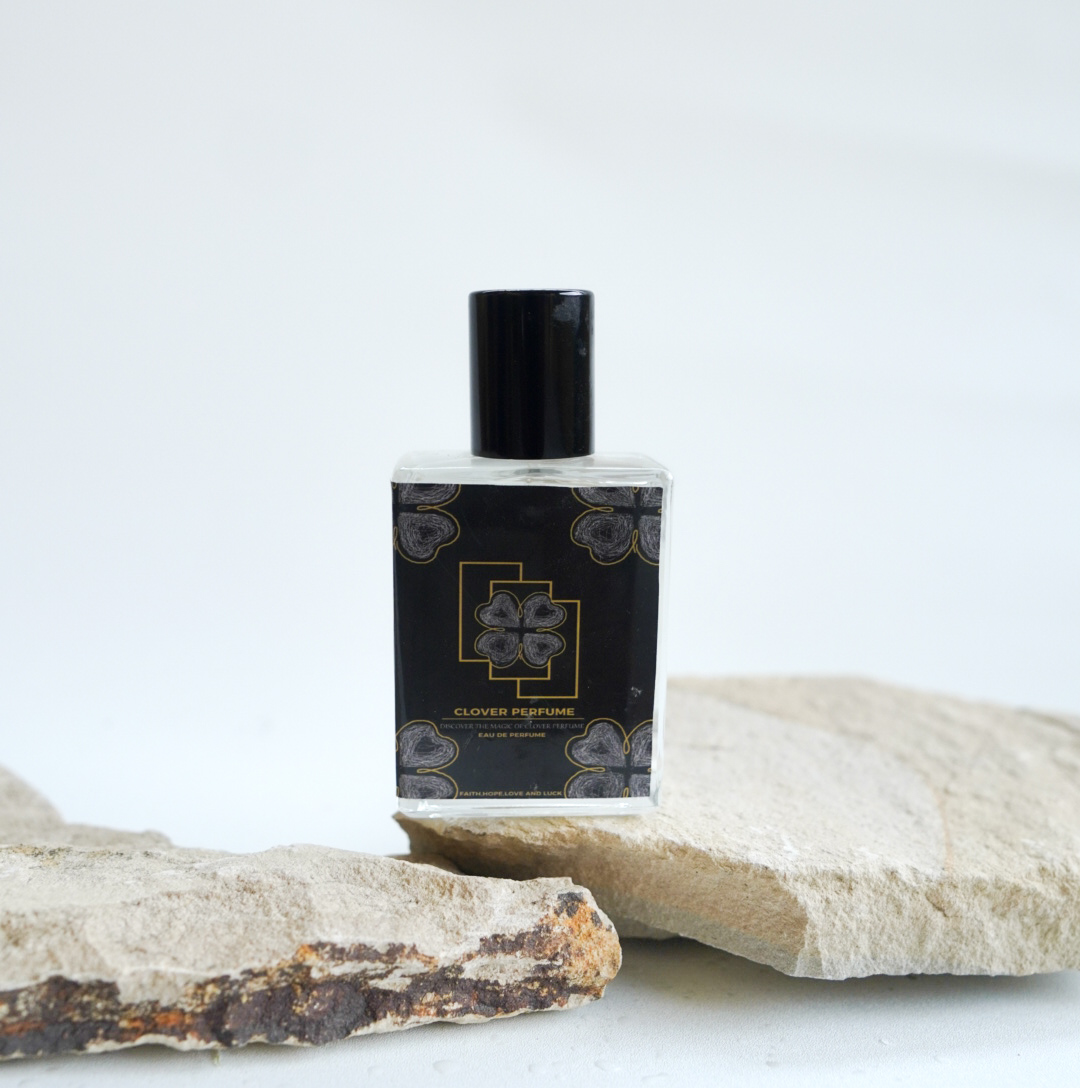 CLOVER PERFUME
DISCOVER THE MAGIC OF CLOVER PERFUME
EAU DE PERFUME
FAITH,HOPE,LOVE AND LUCK